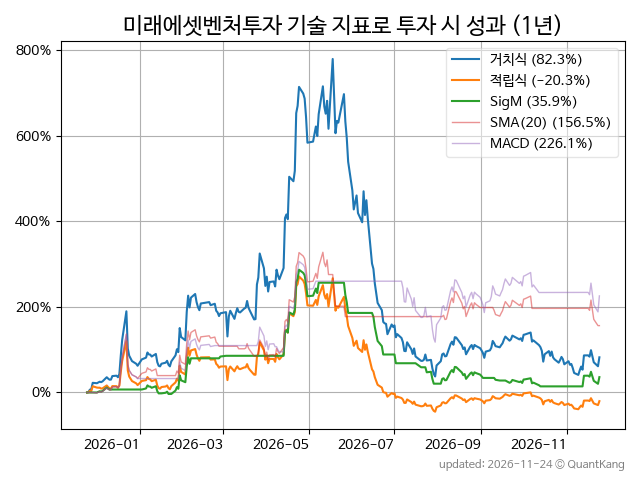 미래에셋벤처투자 기술 지표로 투자 시 성과 (1년)
800%
600%
400%
200%
0%
거치식 (82.3%)
적립식 (-20.3%)
SigM (35.9%)
SMA(20) (156.5%)
MACD (226.1%)
2026-01 2026-03 2026-05 2026-07 2026-09 2026-11
updated: 2026-11-24 © QuantKang